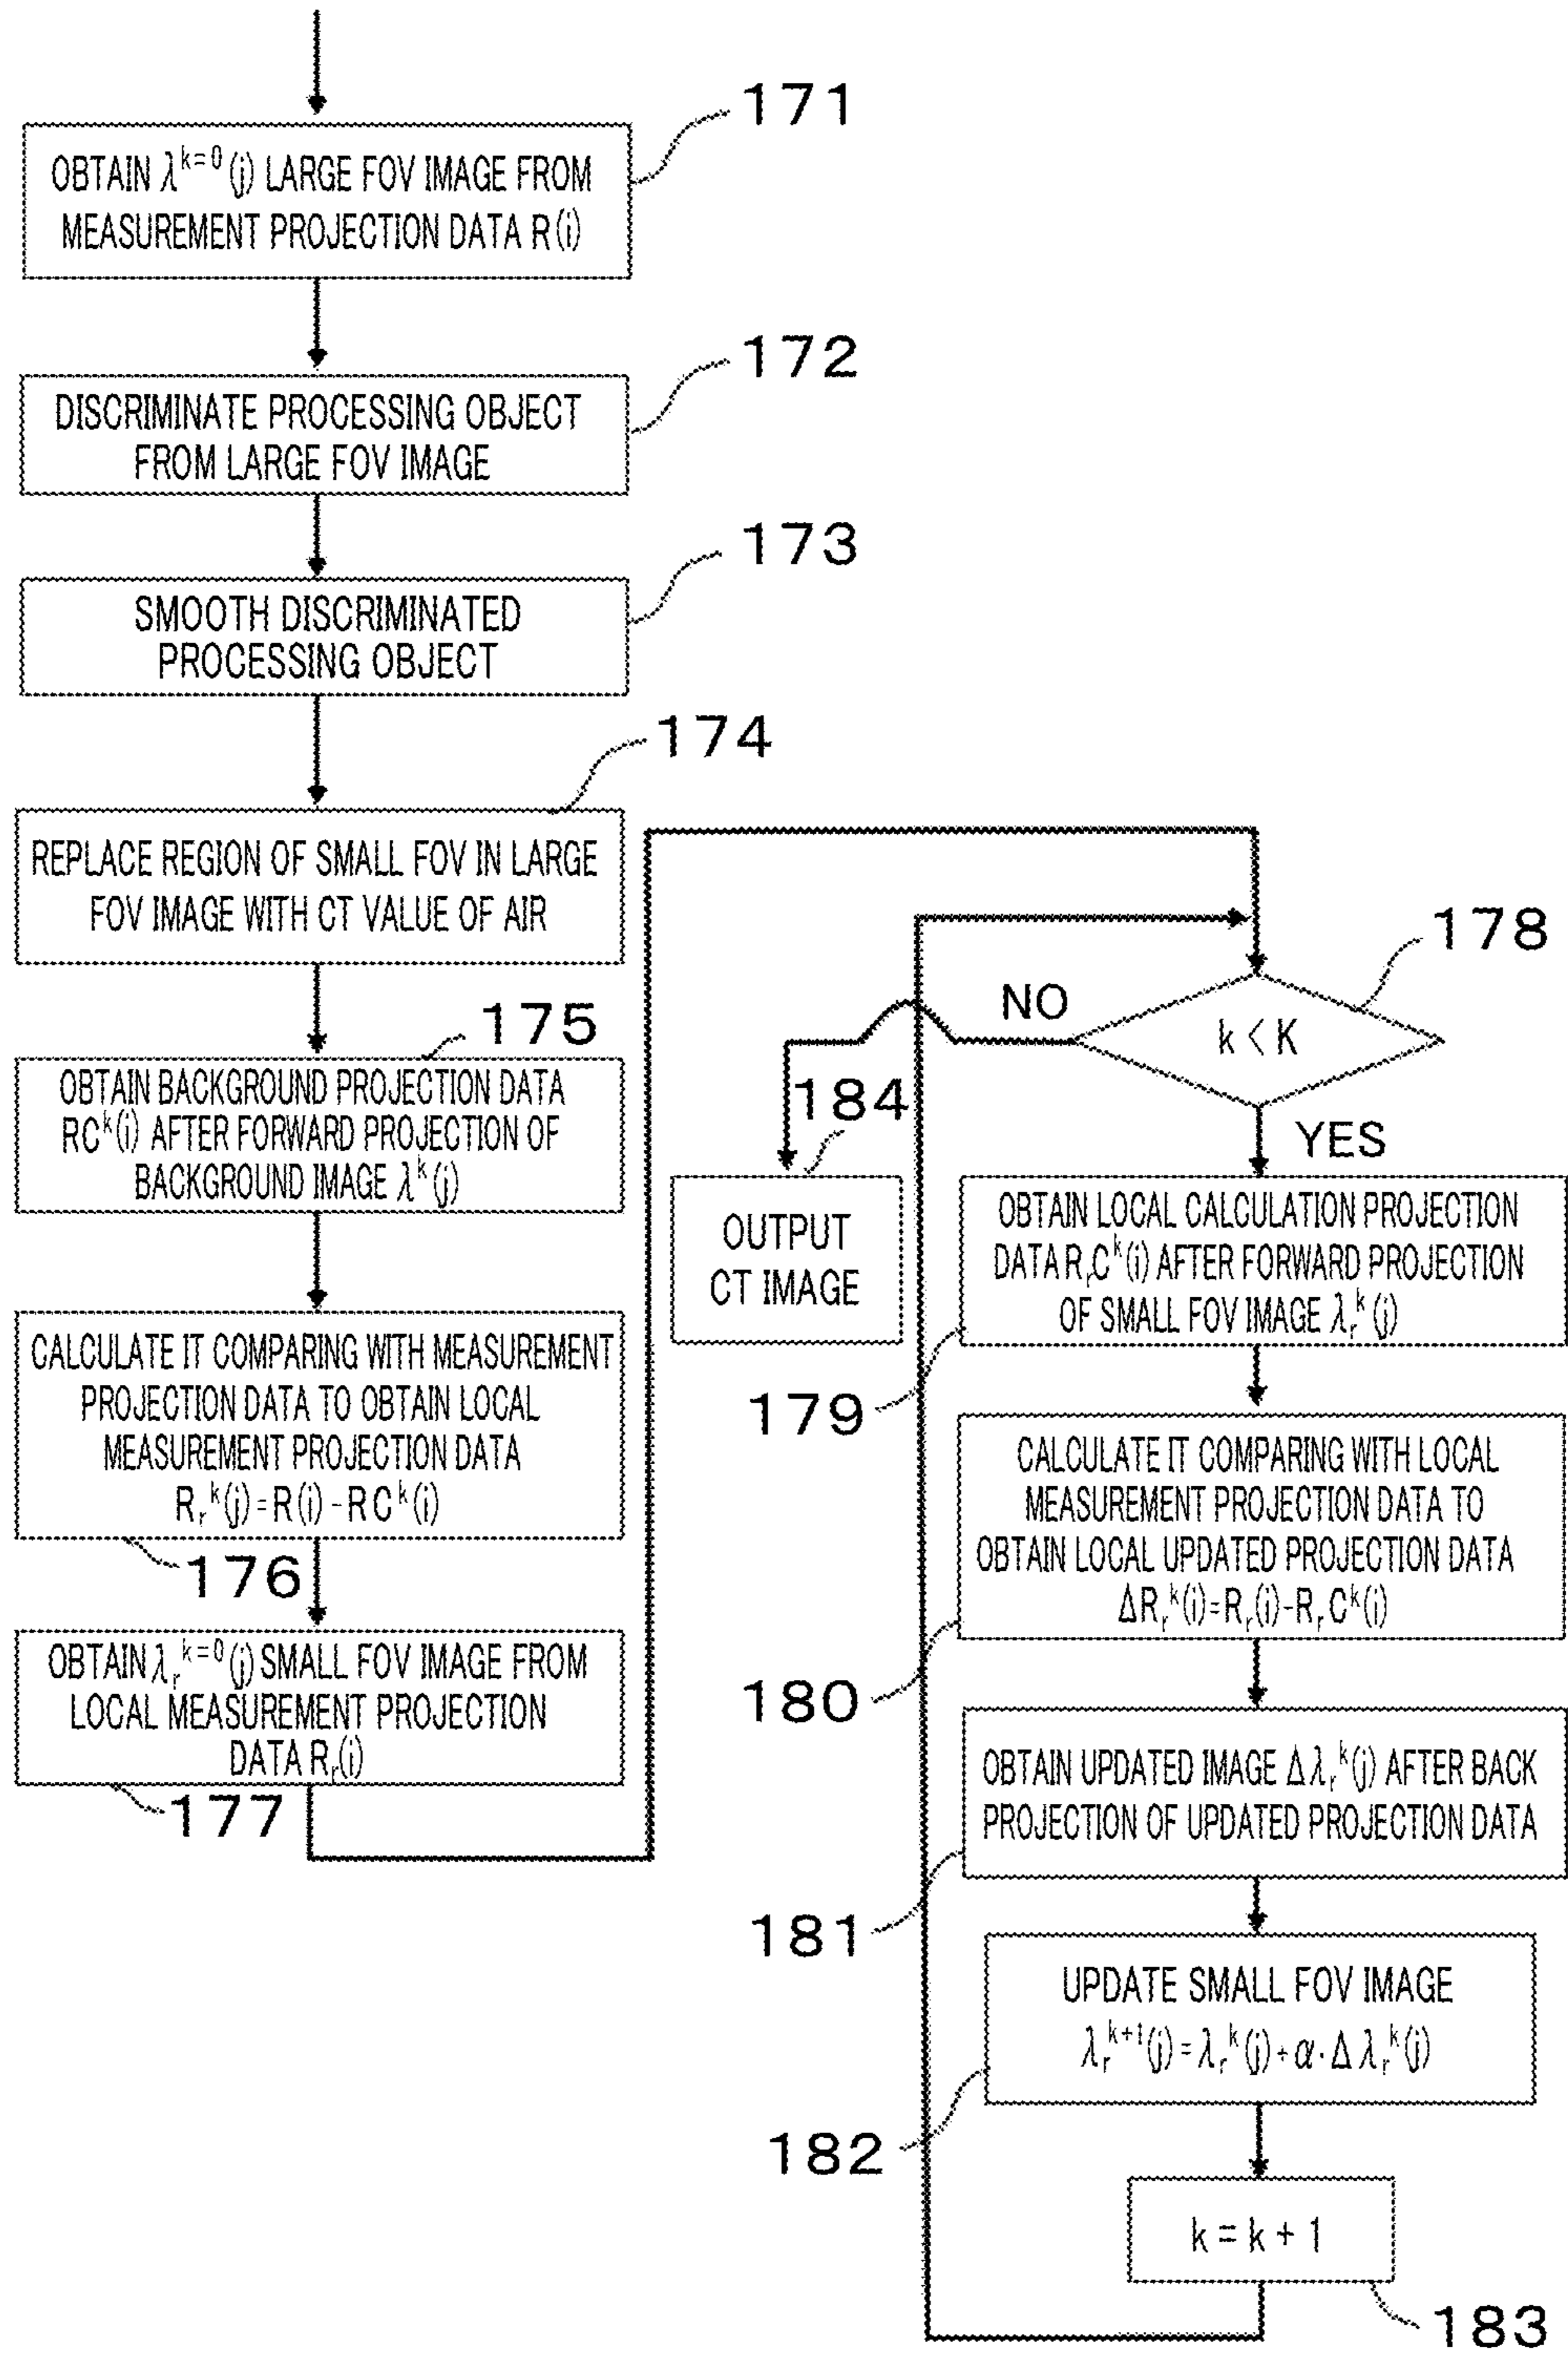 171
OBTAIN λ^k=0 (j) LARGE FOV IMAGE FROM
MEASUREMENT PROJECTION DATA R(i)
172
DISCRIMINATE PROCESSING OBJECT
FROM LARGE FOV IMAGE
173
SMOOTH DISCRIMINATED
PROCESSING OBJECT
174
REPLACE REGION OF SMALL FOV IN LARGE
FOV IMAGE WITH CT VALUE OF AIR
175
OBTAIN BACKGROUND PROJECTION DATA
RC^k(i) AFTER FORWARD PROJECTION OF
BACKGROUND IMAGE λ^k(j)
CALCULATE IT COMPARING WITH MEASUREMENT
PROJECTION DATA TO OBTAIN LOCAL
MEASUREMENT PROJECTION DATA
R_r^k(j)=R(i)-RC^k(i)
176
OBTAIN λ_r^k=0(j) SMALL FOV IMAGE FROM
LOCAL MEASUREMENT PROJECTION
DATA R_r(i)
177
178
k < K
NO
YES
184
OUTPUT
CT IMAGE
OBTAIN LOCAL CALCULATION PROJECTION
DATA R_rC^k(i) AFTER FORWARD PROJECTION
OF SMALL FOV IMAGE λ_r^k(j)
179
CALCULATE IT COMPARING WITH LOCAL
MEASUREMENT PROJECTION DATA TO
OBTAIN LOCAL UPDATED PROJECTION DATA
ΔR_r^k(i)=R_r(i)-R_rC^k(i)
180
OBTAIN UPDATED IMAGE Δλ_r^k(j) AFTER BACK
PROJECTION OF UPDATED PROJECTION DATA
181
UPDATE SMALL FOV IMAGE
λ_r^k+1(j)=λ_r^k(j)+α·Δλ_r^k(j)
182
k = k + 1
183